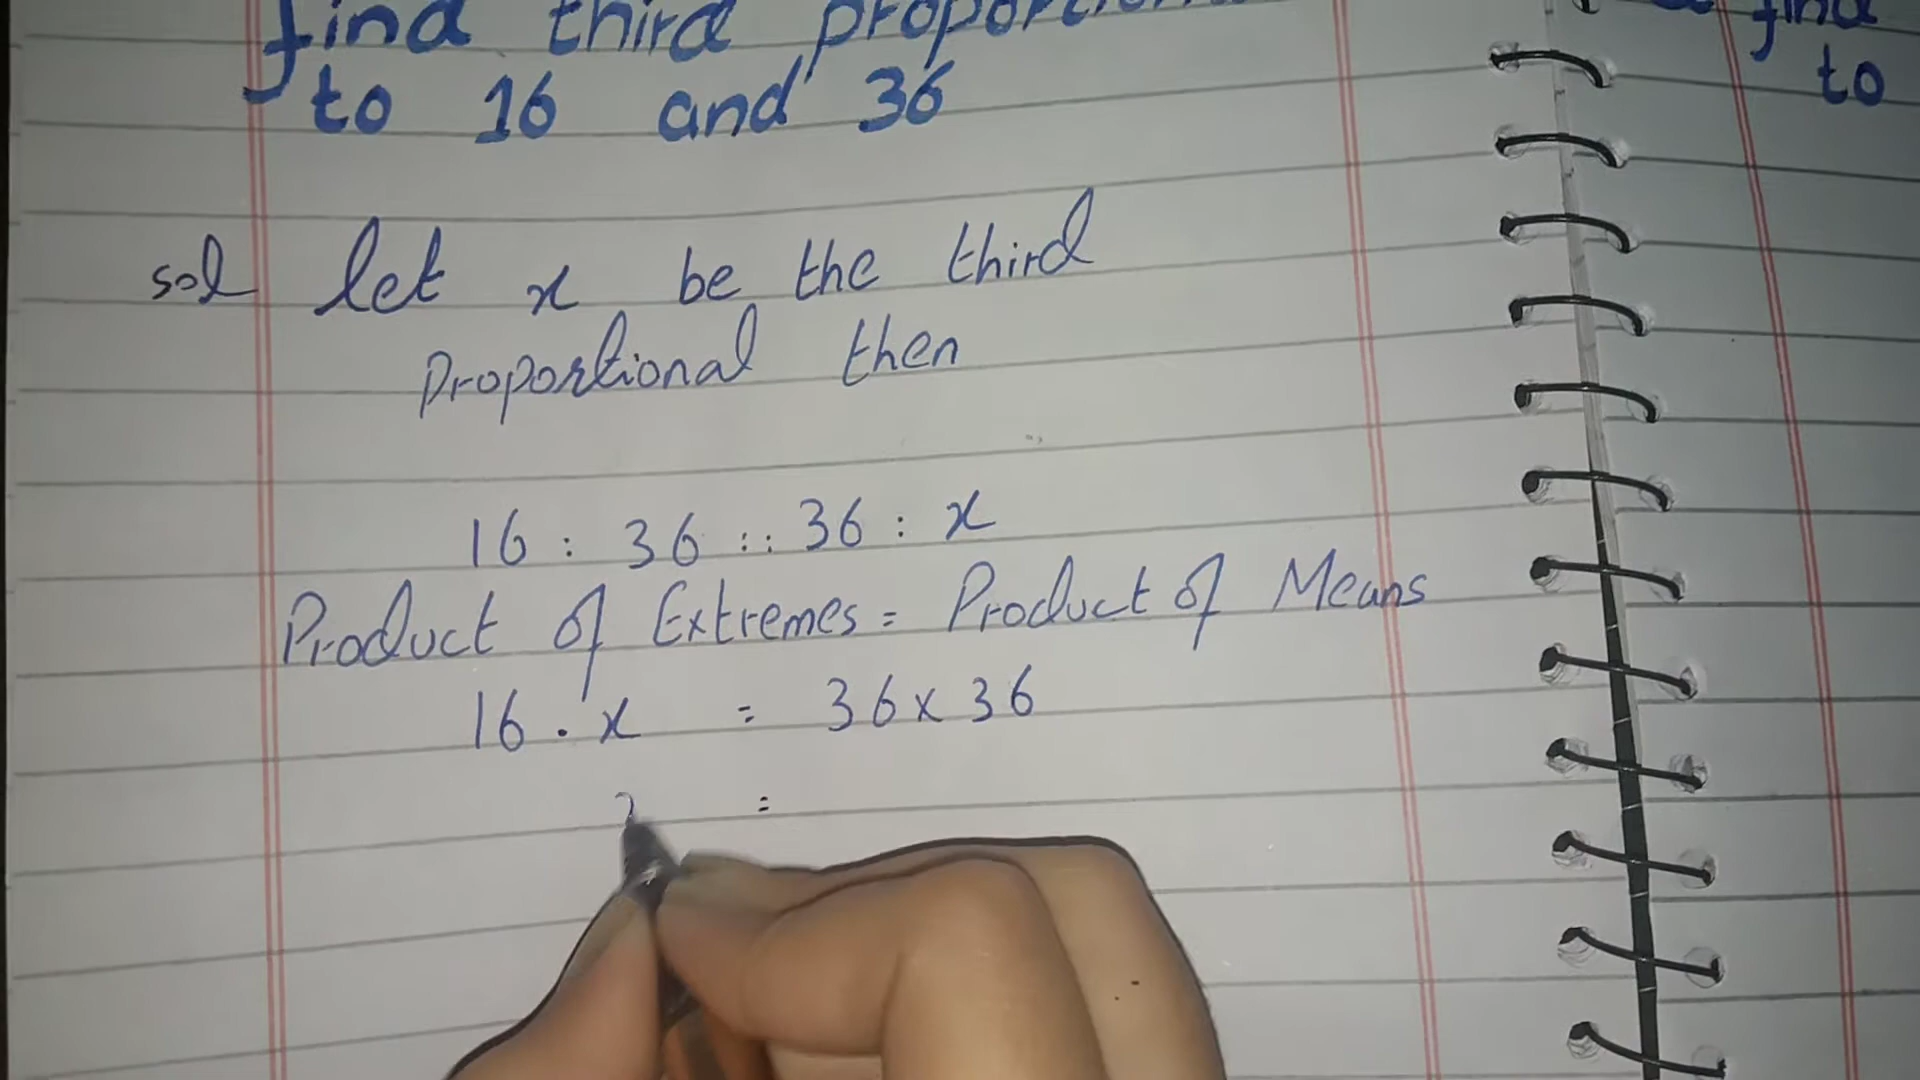 find third proportional
to 16 and 36
sol let x be the third
proportional then
16 : 36 :: 36 : x
Product of Extremes = Product of Means
16 . x = 36 x 36
=
find
to